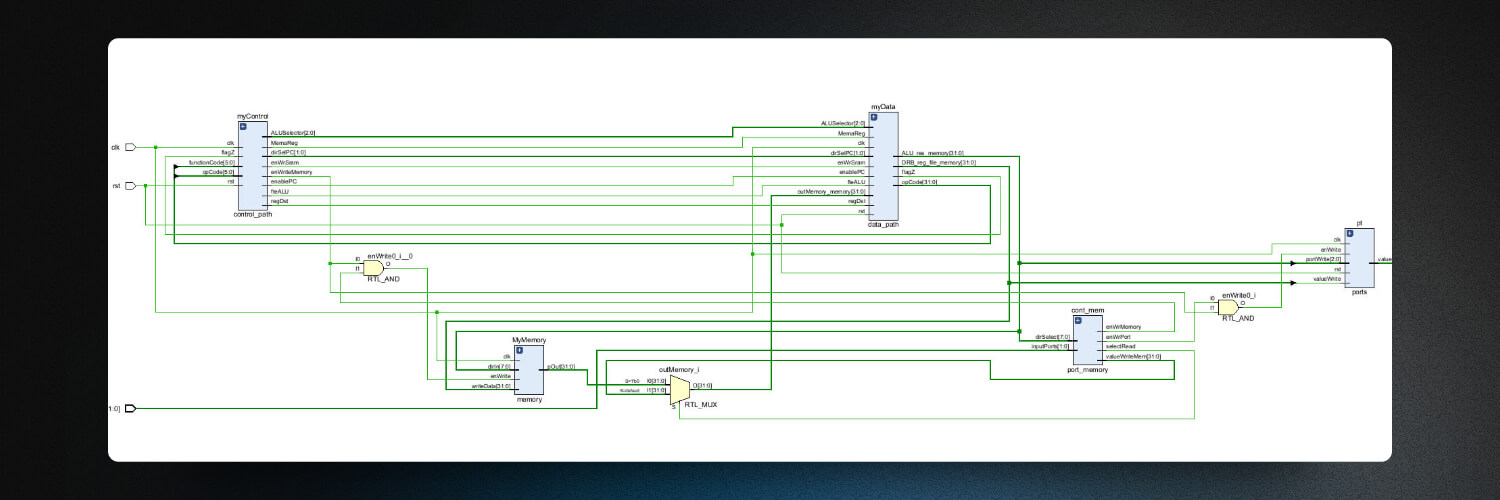 myControl
clk
flagZ
functionCode[5:0]
opCode[5:0]
rst
ALUSelector[2:0]
MemaReg
dirSelPC[1:0]
enWrSram
enWriteMemory
enablePC
fteALU
regDst
control_path
clk
rst
1:0]
myData
ALUSelector[2:0]
MemaReg
clk
dirSelPC[1:0]
enWrSram
enablePC
fteALU
outMemory_memory[31:0]
regDst
rst
DRB_reg_file_memory[31:0]
flagZ
opCode[31:0]
data_path
enWrite0_i__0
I0
I1
O
RTL_AND
MyMemory
clk
dirIn[7:0]
enWrite
writeData[31:0]
pOut[31:0]
memory
outMemory_i
I0[31:0]
I1[31:0]
S
O[31:0]
RTL_MUX
cont_mem
dirSelect[7:0]
inputPorts[1:0]
enWrMemory
enWrPort
selectRead
valueWriteMem[31:0]
port_memory
enWrite0_i
I0
I1
O
RTL_AND
clk
enWrite
portWrite[2:0]
rst
valueWrite
value
ports